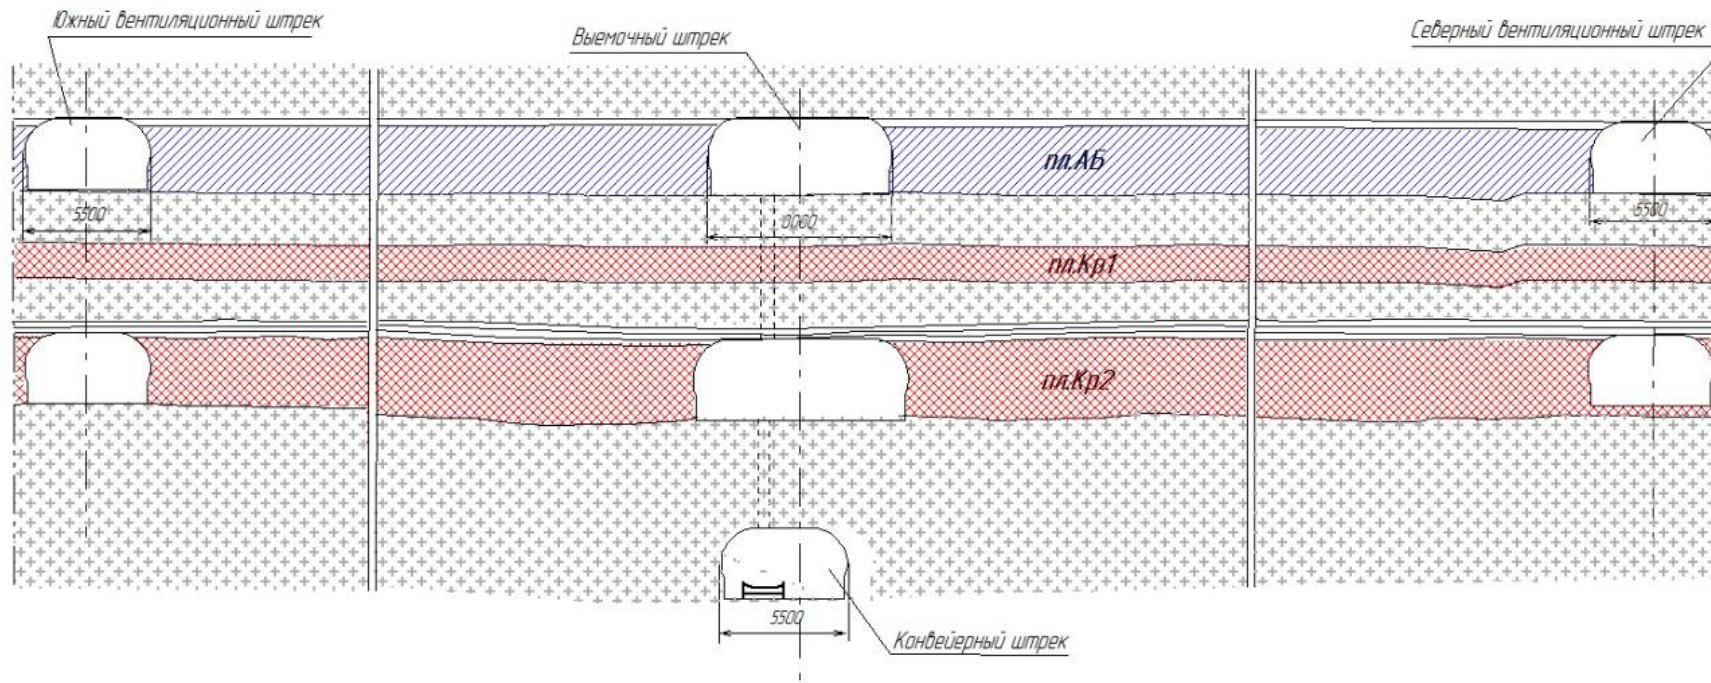 Южный вентиляционный штрек
Выемочный штрек
Северный вентиляционный штрек
пл.АБ
5500
5500
пл.Кр1
пл.Кр2
5500
Конвейерный штрек